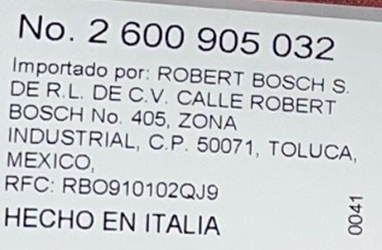 No. 2 600 905 032
Importado por: ROBERT BOSCH S.
DE R.L. DE C.V. CALLE ROBERT
BOSCH No. 405, ZONA
INDUSTRIAL, C.P. 50071, TOLUCA,
MEXICO,
RFC: RBO910102QJ9
HECHO EN ITALIA
0041